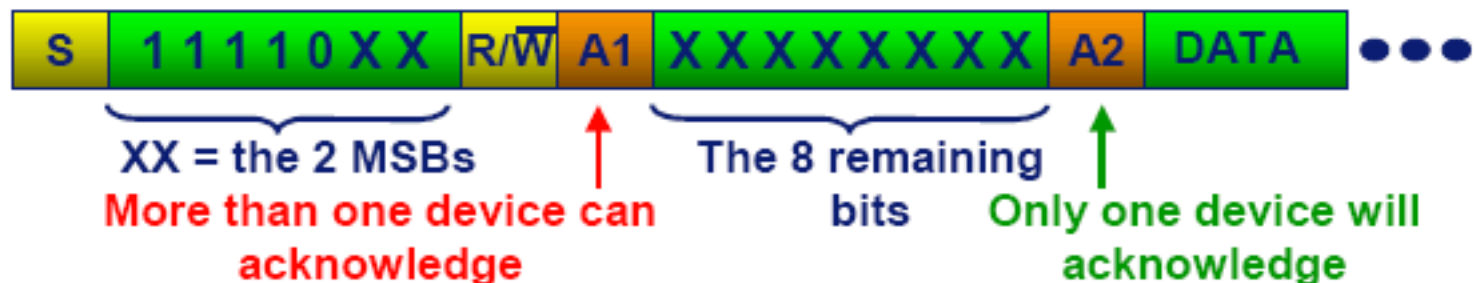 S 1 1 1 1 0 X X R/W̅ A1 X X X X X X X X A2 DATA
XX = the 2 MSBs The 8 remaining
More than one device can bits Only one device will
acknowledge acknowledge